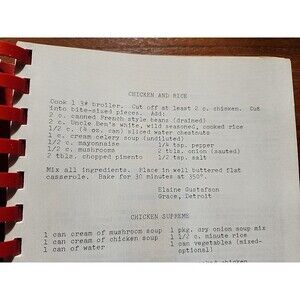 CHICKEN AND RICE
Cook 1 3# broiler. Cut off at least 2 c. chicken. Cut
into bite-sized pieces. Add:
2 c. canned French style beans (drained)
2 c. Uncle Ben's white, wild seasoned, cooked rice
1/2 c. (8 oz. can) sliced water chestnuts
1 c. cream celery soup (undiluted)
1/2 c. mayonnaise 1/4 tsp. pepper
1/2 c. mushrooms 2 tbls. onion (sauted)
2 tbls. chopped pimento 1/2 tsp. salt
Mix all ingredients. Place in well buttered flat
casserole. Bake for 30 minutes at 350°.
Elaine Gustafson
Grace, Detroit
CHICKEN SUPREME
1 can cream of mushroom soup 1 pkg. dry onion soup mix
1 can cream of chicken soup 1 1/2 c. minute rice
1 can of water 1 can vegetables (mixed-
optional)
chicken